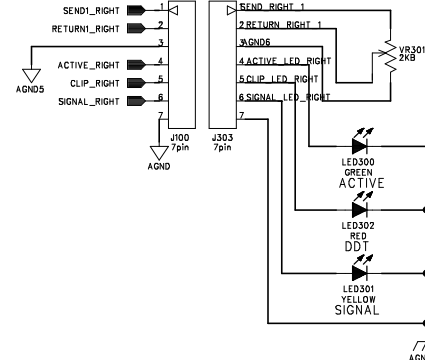 SEND1_RIGHT 1
RETURN1_RIGHT 2
3
ACTIVE_RIGHT 4
CLIP_RIGHT 5
SIGNAL_RIGHT 6
7
AGND5
AGND
J100
7pin
J303
7pin
1 SEND_RIGHT_1
2 RETURN_RIGHT_1
3 AGND6
4 ACTIVE_LED_RIGHT
5 CLIP_LED_RIGHT
6 SIGNAL_LED_RIGHT
7
VR301
2KB
LED300
GREEN
ACTIVE
LED302
RED
DDT
LED301
YELLOW
SIGNAL